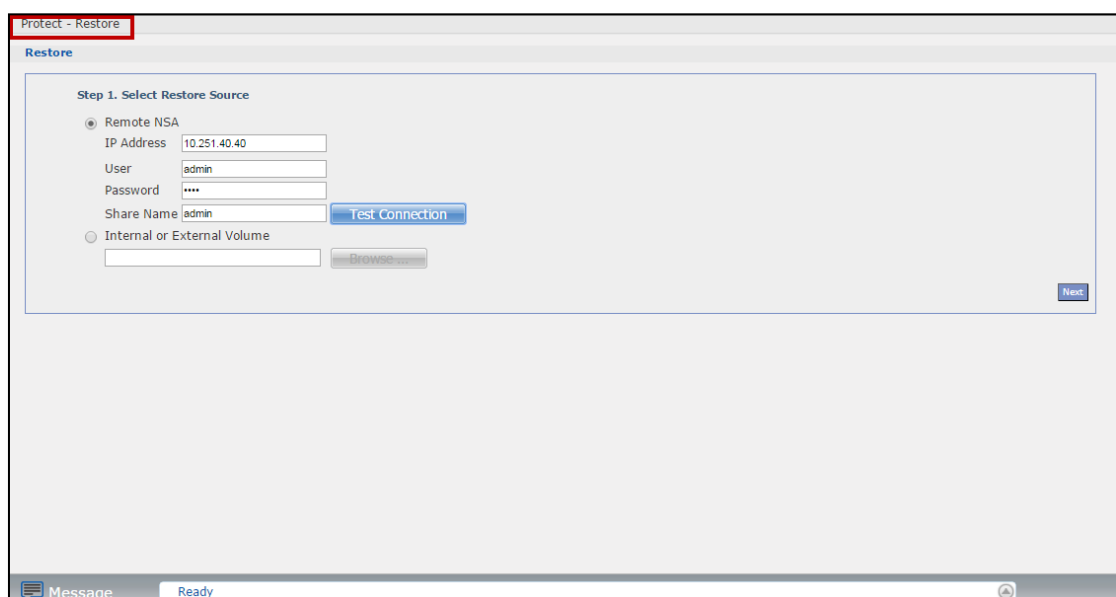 Protect - Restore
Restore
Step 1. Select Restore Source
Remote NSA
IP Address 10.251.40.40
User admin
Password ••••
Share Name admin Test Connection
Internal or External Volume
Browse ...
Next
Message Ready